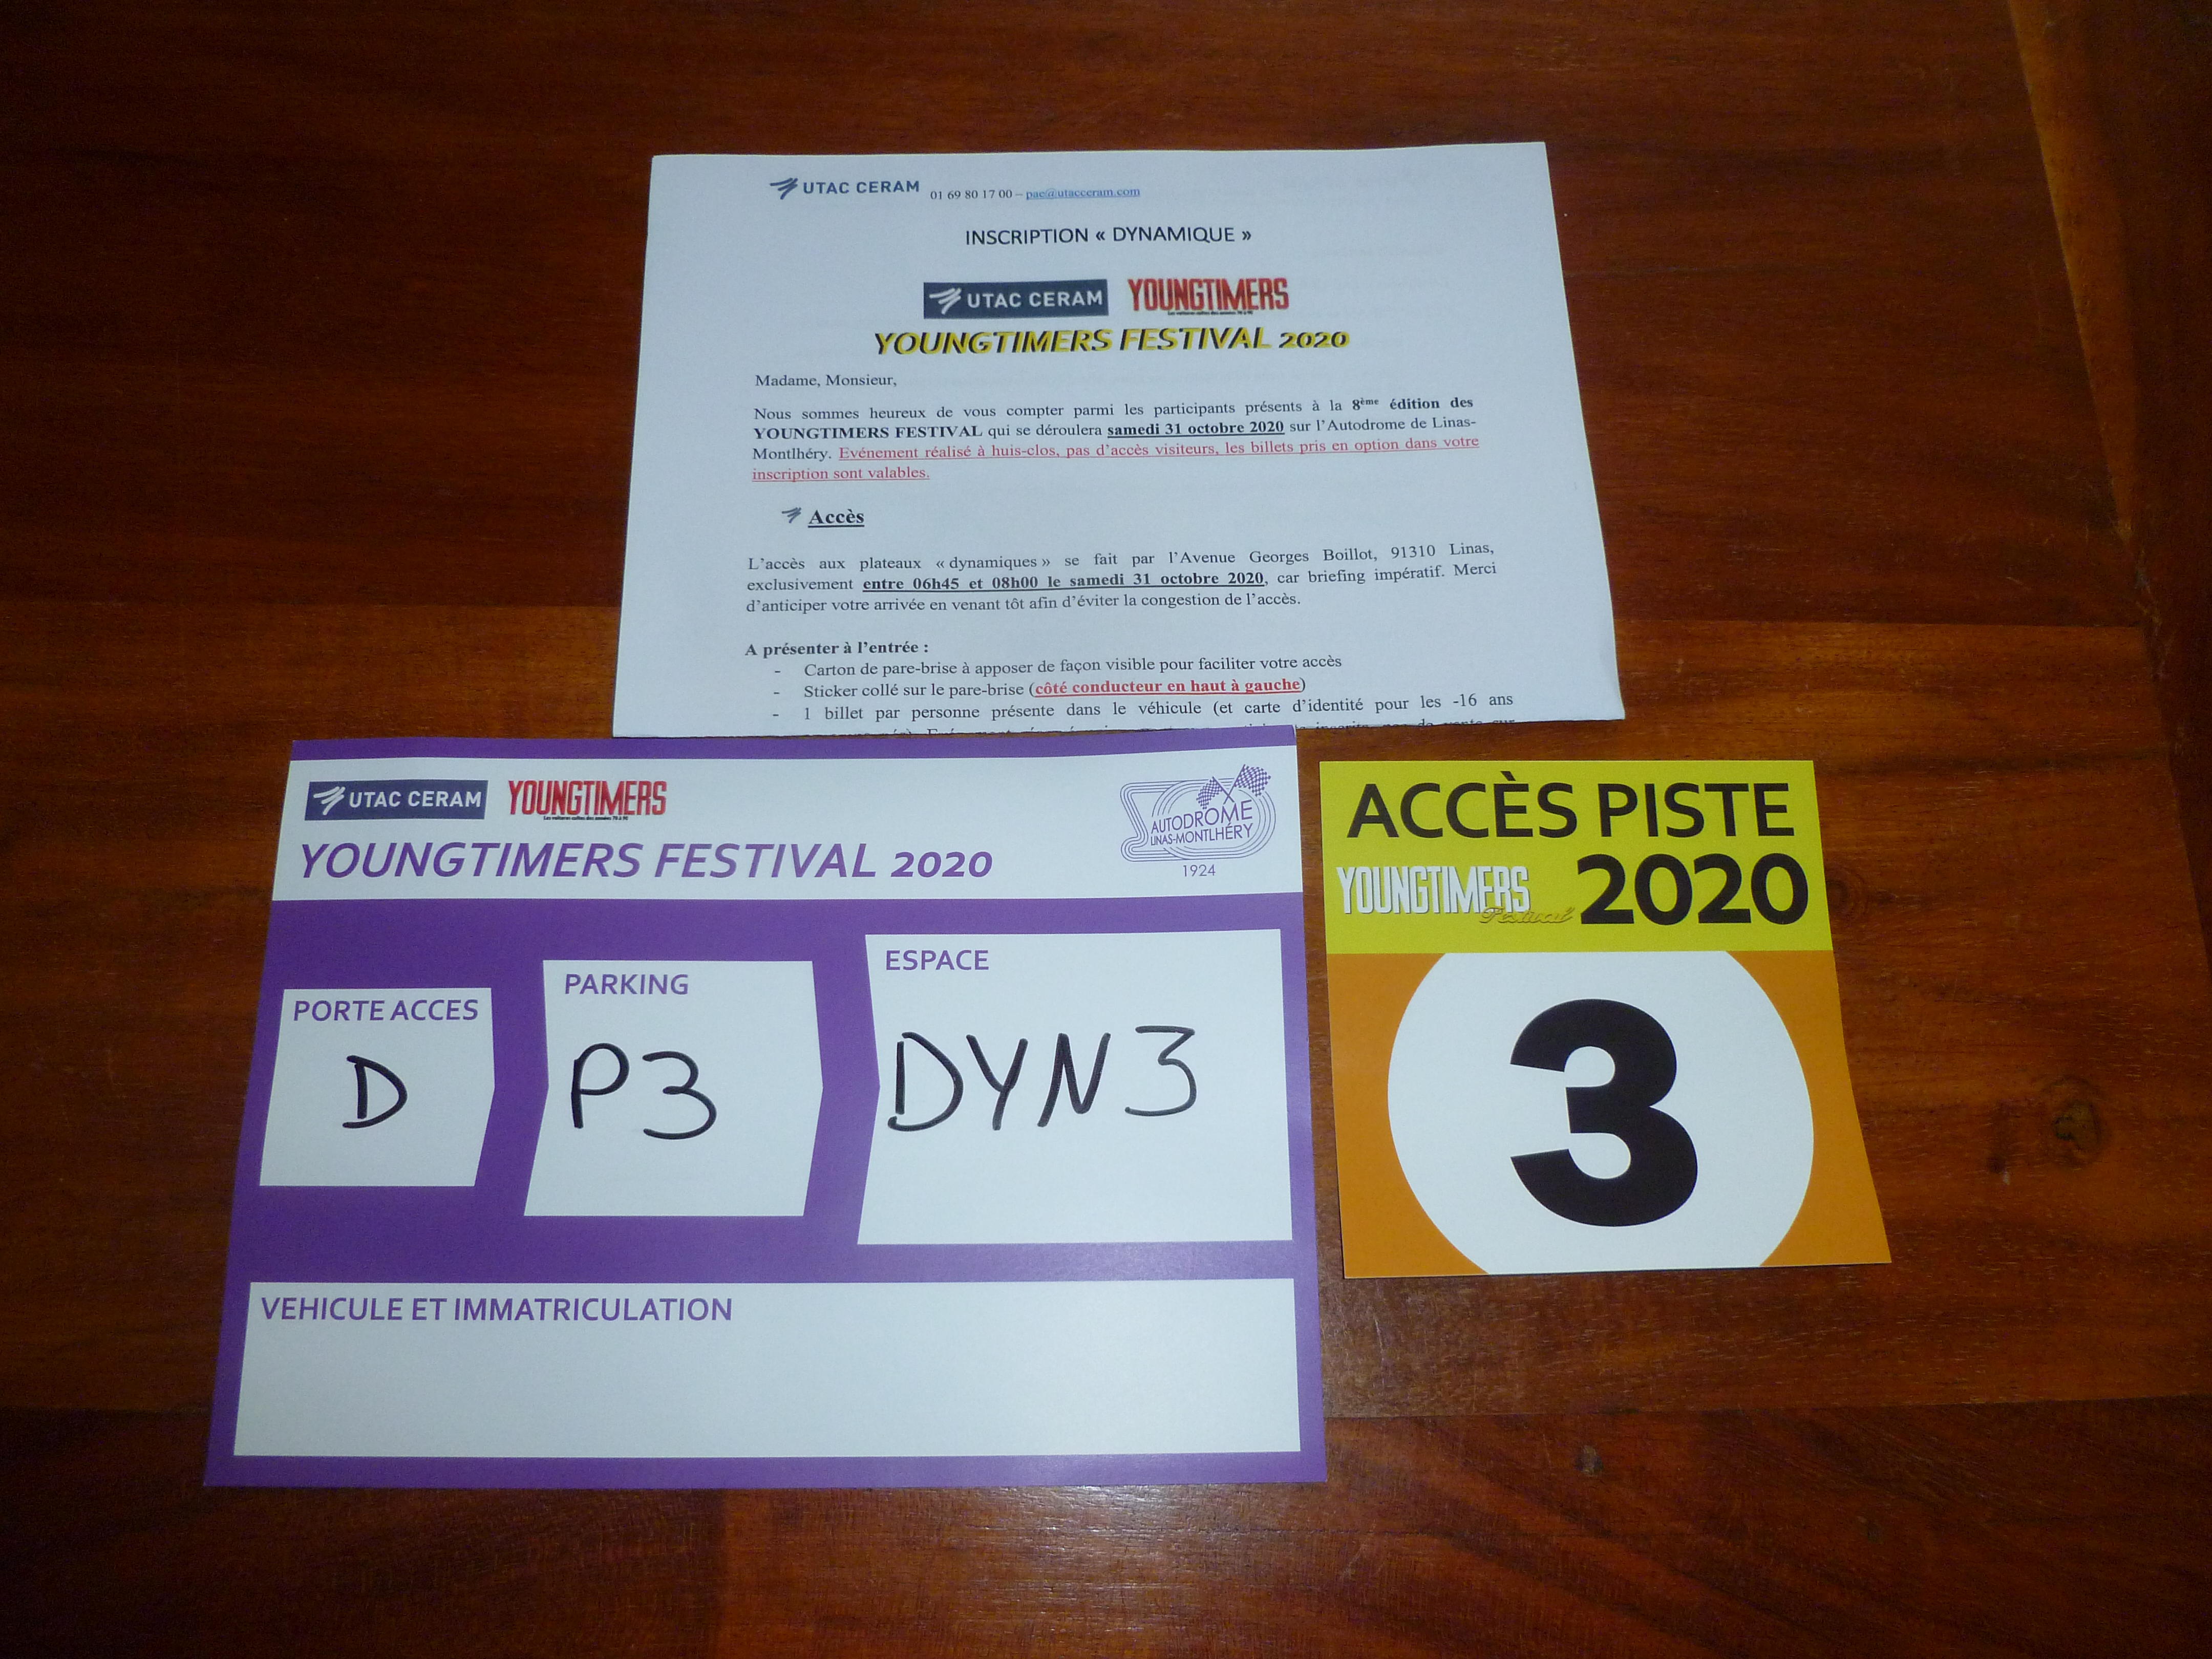 UTAC CERAM 01 69 80 17 00 – pae@utacceram.com
INSCRIPTION « DYNAMIQUE »
UTAC CERAM YOUNGTIMERS
YOUNGTIMERS FESTIVAL 2020
Madame, Monsieur,
Nous sommes heureux de vous compter parmi les participants présents à la 8ème édition des
YOUNGTIMERS FESTIVAL qui se déroulera samedi 31 octobre 2020 sur l'Autodrome de Linas-
Montlhéry. Evénement réalisé à huis-clos, pas d'accès visiteurs, les billets pris en option dans votre
inscription sont valables.
Accès
L'accès aux plateaux « dynamiques » se fait par l'Avenue Georges Boillot, 91310 Linas,
exclusivement entre 06h45 et 08h00 le samedi 31 octobre 2020, car briefing impératif. Merci
d'anticiper votre arrivée en venant tôt afin d'éviter la congestion de l'accès.
A présenter à l'entrée :
- Carton de pare-brise à apposer de façon visible pour faciliter votre accès
- Sticker collé sur le pare-brise (côté conducteur en haut à gauche)
- 1 billet par personne présente dans le véhicule (et carte d'identité pour les -16 ans
UTAC CERAM YOUNGTIMERS
Les voitures cultes des années 70 à 90
YOUNGTIMERS FESTIVAL 2020
AUTODROME
LINAS-MONTLHÉRY
1924
PORTE ACCES
D
PARKING
P3
ESPACE
DYN3
VEHICULE ET IMMATRICULATION
ACCÈS PISTE
YOUNGTIMERS Festival 2020
3